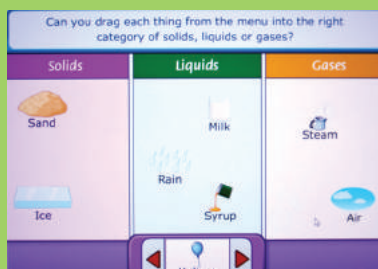 Can you drag each thing from the menu into the right
category of solids, liquids or gases?
Solids
Liquids
Gases
Sand
Milk
Steam
Rain
Ice
Syrup
Air